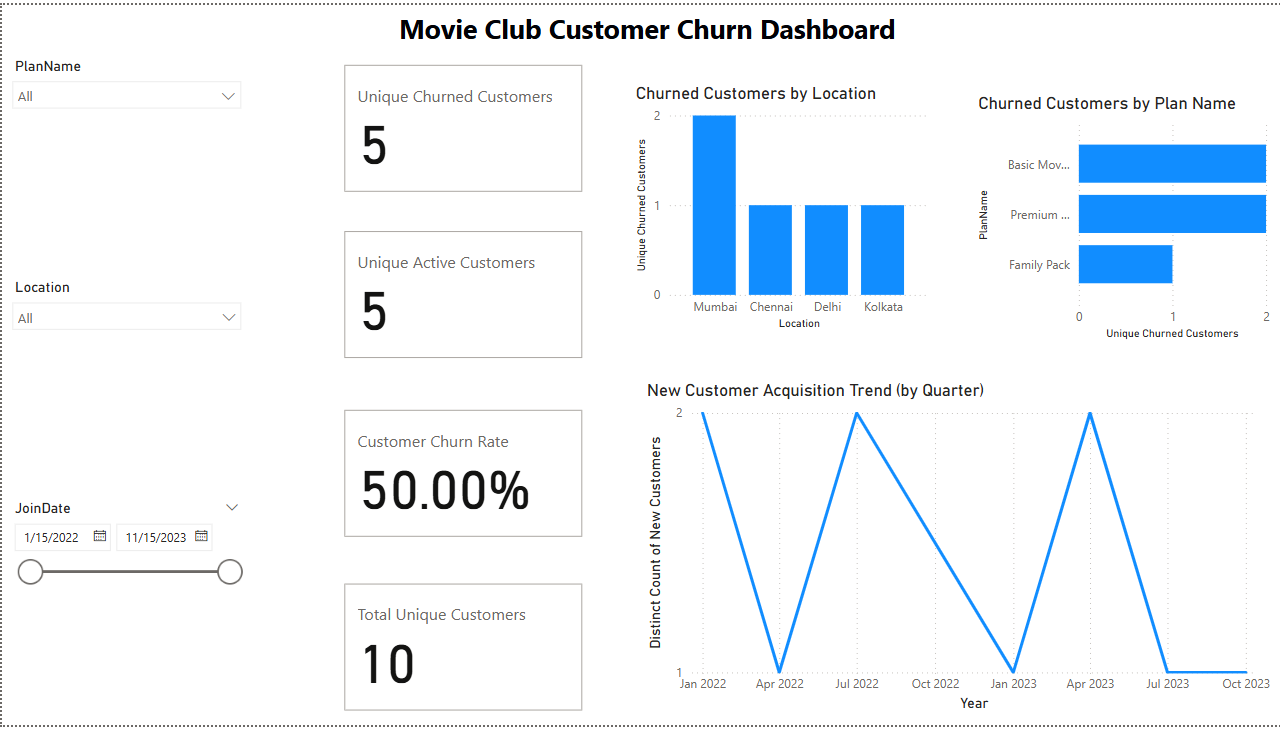 Movie Club Customer Churn Dashboard
PlanName
All
Location
All
JoinDate
1/15/2022
11/15/2023
Unique Churned Customers
5
Unique Active Customers
5
Customer Churn Rate
50.00%
Total Unique Customers
10
Churned Customers by Location
Unique Churned Customers
2
1
0
Mumbai Chennai Delhi Kolkata
Location
Churned Customers by Plan Name
PlanName
Basic Mov...
Premium ...
Family Pack
0 1 2
Unique Churned Customers
New Customer Acquisition Trend (by Quarter)
Distinct Count of New Customers
2
1
Jan 2022 Apr 2022 Jul 2022 Oct 2022 Jan 2023 Apr 2023 Jul 2023 Oct 2023
Year